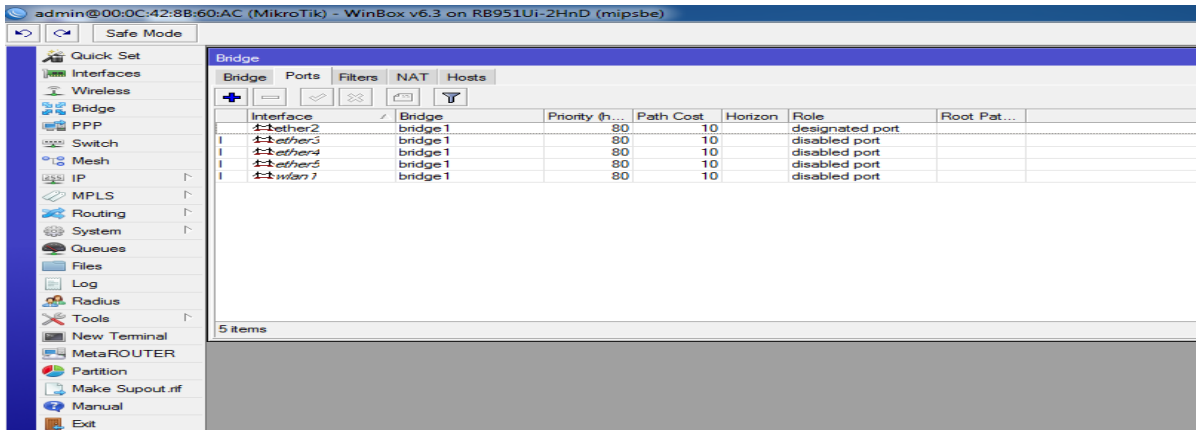 admin@00:0C:42:8B:60:AC (MikroTik) - WinBox v6.3 on RB951Ui-2HnD (mipsbe)
Safe Mode
Quick Set
Interfaces
Wireless
Bridge
PPP
Switch
Mesh
IP
MPLS
Routing
System
Queues
Files
Log
Radius
Tools
New Terminal
MetaROUTER
Partition
Make Supout.rif
Manual
Exit
Bridge
Bridge Ports Filters NAT Hosts
Interface Bridge Priority (h... Path Cost Horizon Role Root Pat...
ether2 bridge1 80 10 designated port
I ether3 bridge1 80 10 disabled port
I ether4 bridge1 80 10 disabled port
I ether5 bridge1 80 10 disabled port
I wlan1 bridge1 80 10 disabled port
5 items